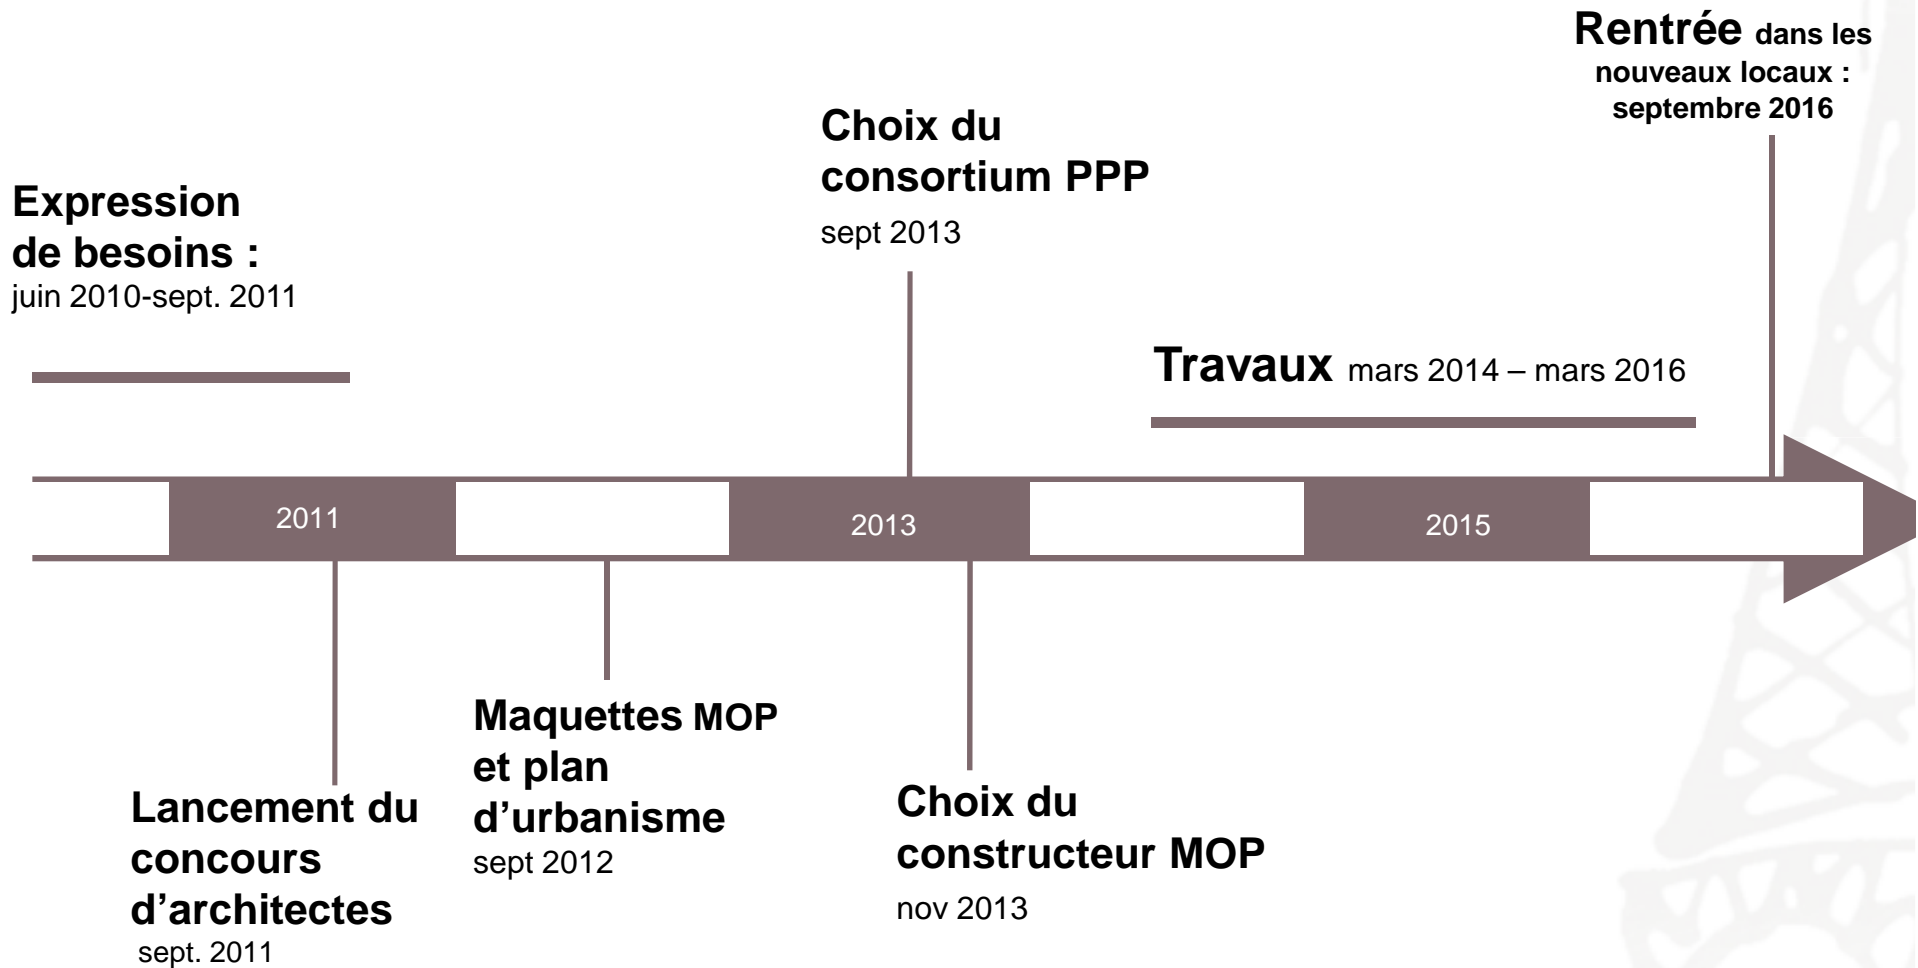 Rentrée dans les
nouveaux locaux :
septembre 2016
Choix du
consortium PPP
sept 2013
Expression
de besoins :
juin 2010-sept. 2011
Travaux mars 2014 – mars 2016
2011
2013
2015
Maquettes MOP
et plan
d’urbanisme
sept 2012
Lancement du
concours
d’architectes
sept. 2011
Choix du
constructeur MOP
nov 2013